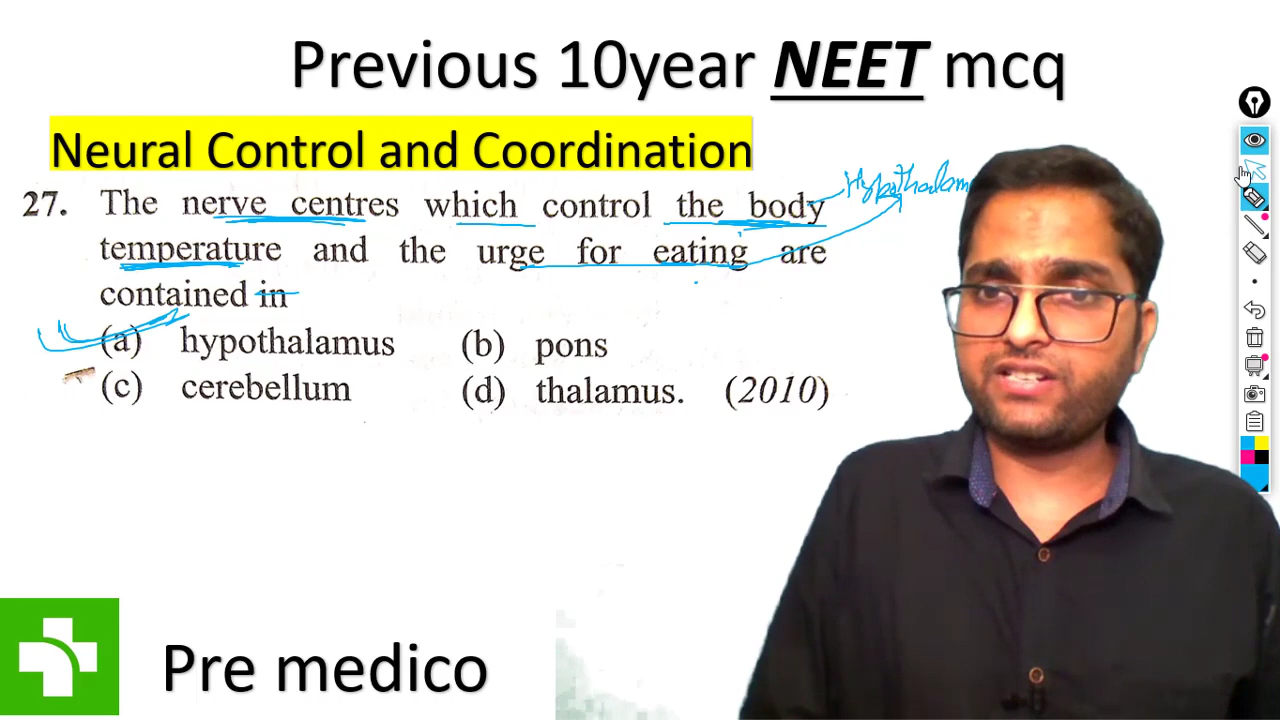 Previous 10year NEET mcq
Neural Control and Coordination
Hypothalam
27. The nerve centres which control the body
temperature and the urge for eating are
contained in
(a) hypothalamus (b) pons
(c) cerebellum (d) thalamus. (2010)
Pre medico